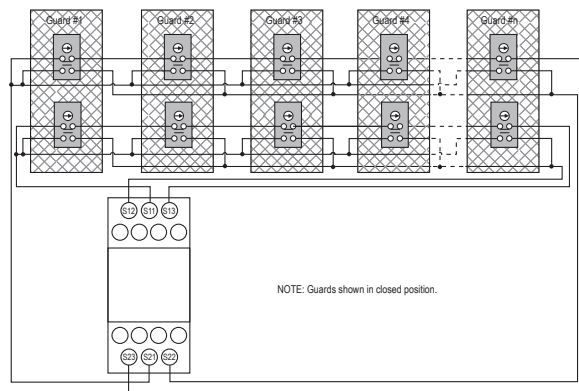 Guard #1 Guard #2 Guard #3 Guard #4 Guard #n
S12 S11 S13
NOTE: Guards shown in closed position.
S23 S21 S22